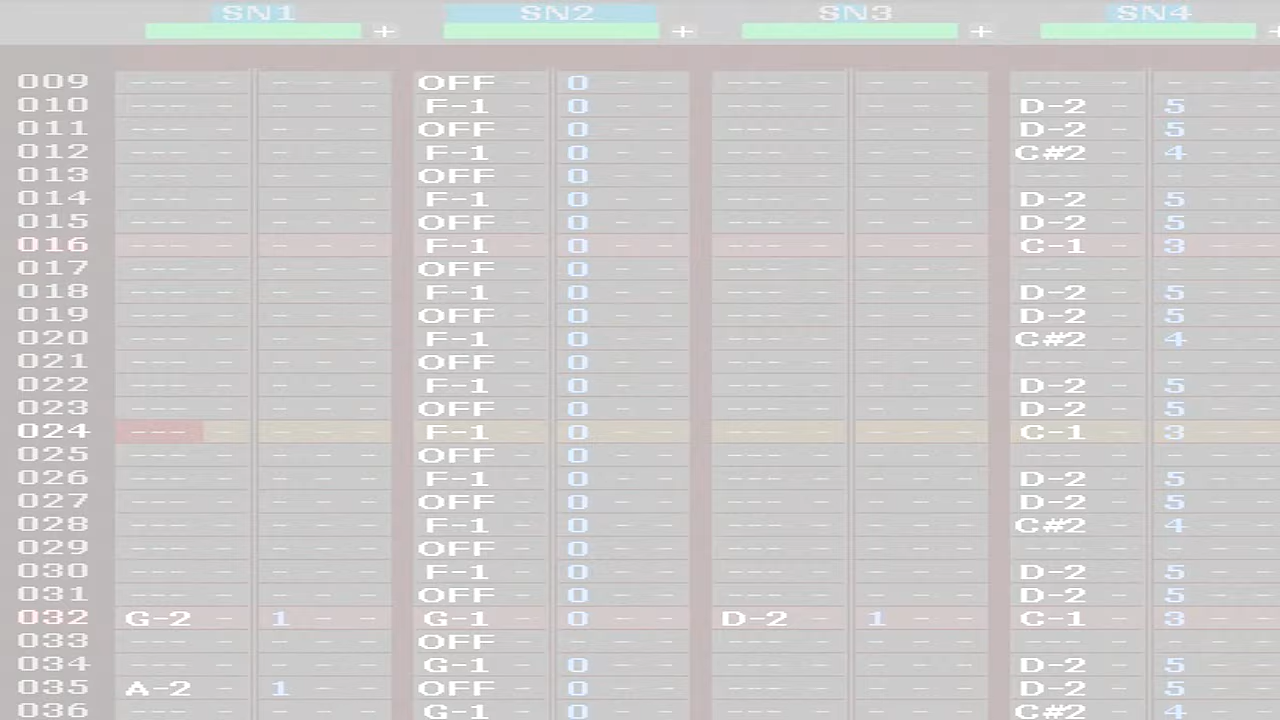 SN1 SN2 SN3 SN4
+ + + +
009 --- - - - - OFF - 0 - - --- - - - - --- - - - -
010 --- - - - - F-1 - 0 - - --- - - - - D-2 - 5 - -
011 --- - - - - OFF - 0 - - --- - - - - D-2 - 5 - -
012 --- - - - - F-1 - 0 - - --- - - - - C#2 - 4 - -
013 --- - - - - OFF - 0 - - --- - - - - --- - - - -
014 --- - - - - F-1 - 0 - - --- - - - - D-2 - 5 - -
015 --- - - - - OFF - 0 - - --- - - - - D-2 - 5 - -
016 --- - - - - F-1 - 0 - - --- - - - - C-1 - 3 - -
017 --- - - - - OFF - 0 - - --- - - - - --- - - - -
018 --- - - - - F-1 - 0 - - --- - - - - D-2 - 5 - -
019 --- - - - - OFF - 0 - - --- - - - - D-2 - 5 - -
020 --- - - - - F-1 - 0 - - --- - - - - C#2 - 4 - -
021 --- - - - - OFF - 0 - - --- - - - - --- - - - -
022 --- - - - - F-1 - 0 - - --- - - - - D-2 - 5 - -
023 --- - - - - OFF - 0 - - --- - - - - D-2 - 5 - -
024 --- - - - - F-1 - 0 - - --- - - - - C-1 - 3 - -
025 --- - - - - OFF - 0 - - --- - - - - --- - - - -
026 --- - - - - F-1 - 0 - - --- - - - - D-2 - 5 - -
027 --- - - - - OFF - 0 - - --- - - - - D-2 - 5 - -
028 --- - - - - F-1 - 0 - - --- - - - - C#2 - 4 - -
029 --- - - - - OFF - 0 - - --- - - - - --- - - - -
030 --- - - - - F-1 - 0 - - --- - - - - D-2 - 5 - -
031 --- - - - - OFF - 0 - - --- - - - - D-2 - 5 - -
032 G-2 - 1 - - G-1 - 0 - - D-2 - 1 - - C-1 - 3 - -
033 --- - - - - OFF - 0 - - --- - - - - --- - - - -
034 --- - - - - G-1 - 0 - - --- - - - - D-2 - 5 - -
035 A-2 - 1 - - OFF - 0 - - --- - - - - D-2 - 5 - -
036 --- - - - - G-1 - 0 - - --- - - - - C#2 - 4 - -